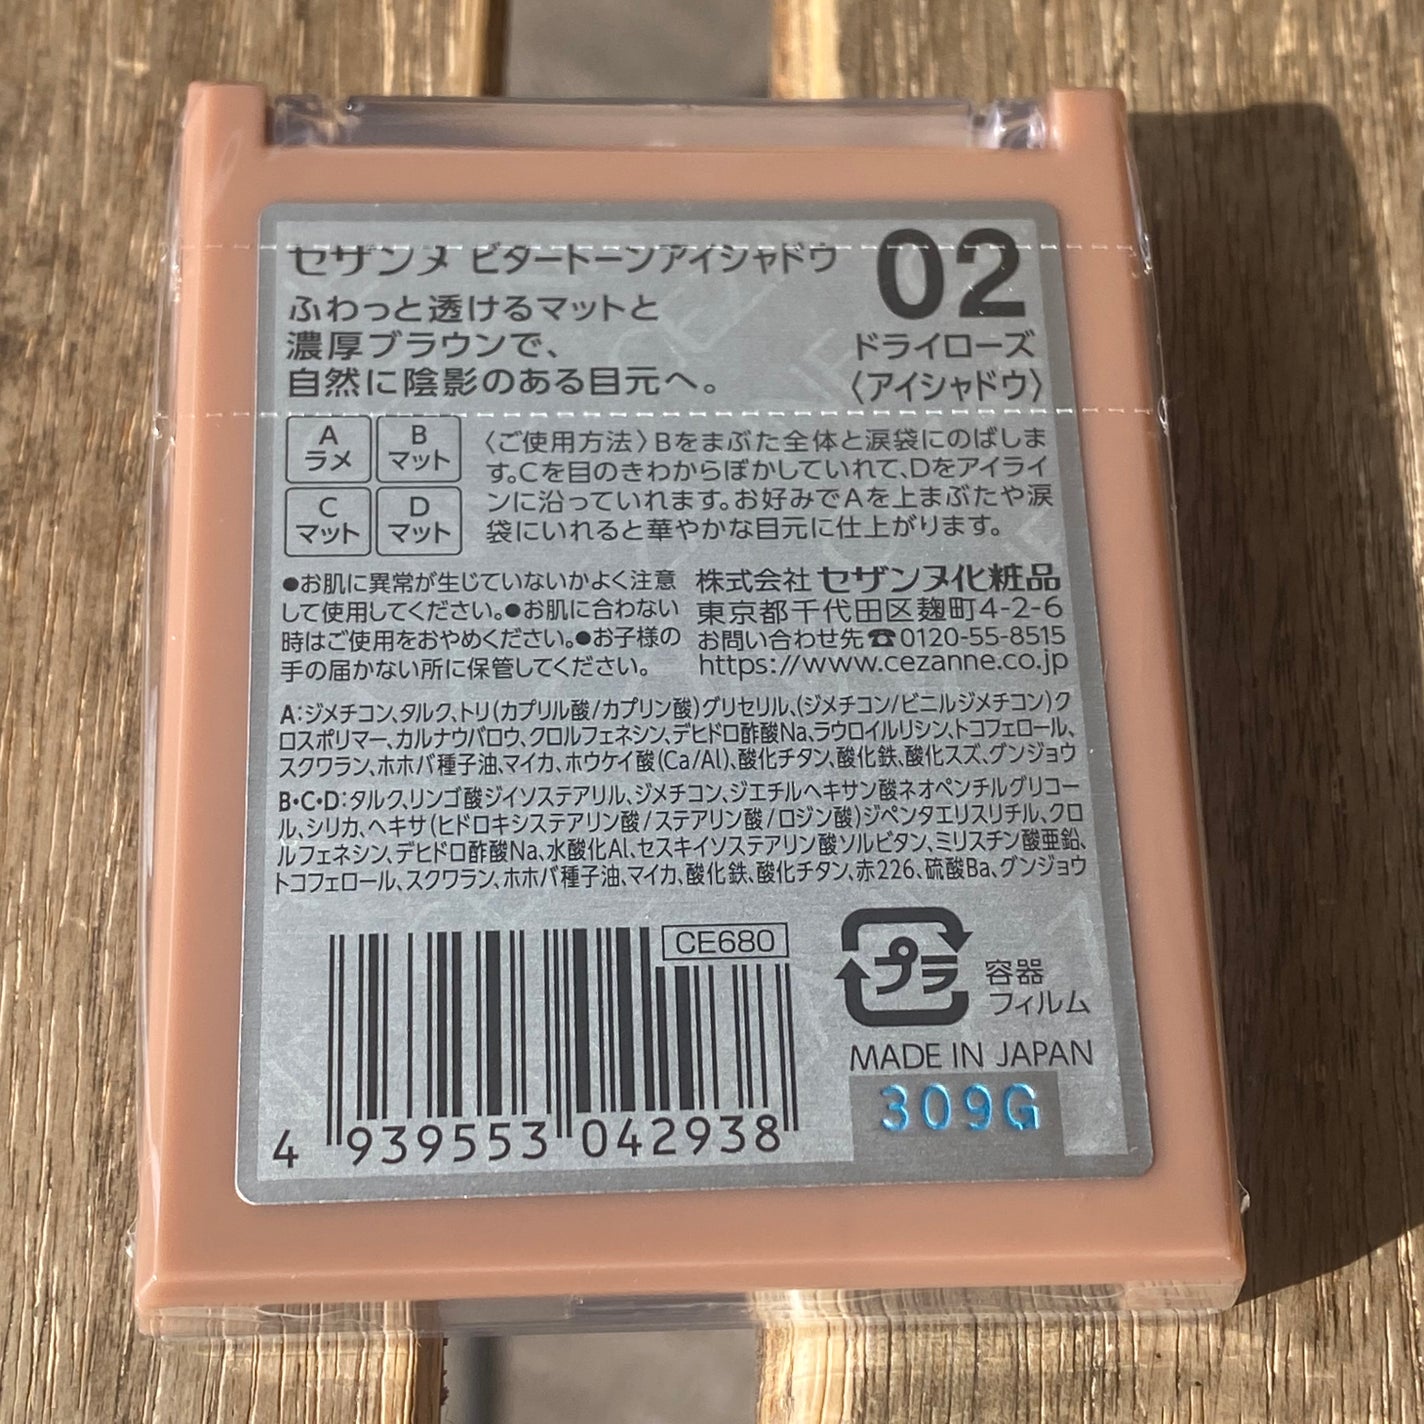 セザンヌ ビタートーンアイシャドウ
02
ふわっと透けるマットと
濃厚ブラウンで、
自然に陰影のある目元へ。
ドライローズ
〈アイシャドウ〉
A
ラメ
B
マット
C
マット
D
マット
〈ご使用方法〉Bをまぶた全体と涙袋にのばしま
す。Cを目のきわからぼかしていれて、Dをアイライ
ンに沿っていれます。お好みでAを上まぶたや涙
袋にいれると華やかな目元に仕上がります。
●お肌に異常が生じていないかよく注意
して使用してください。●お肌に合わない
時はご使用をおやめください。●お子様の
手の届かない所に保管してください。
株式会社 セザンヌ化粧品
東京都千代田区麹町4-2-6
お問い合わせ先☎0120-55-8515
https://www.cezanne.co.jp
A:ジメチコン、タルク、トリ(カプリル酸/カプリン酸)グリセリル、(ジメチコン/ビニルジメチコン)ク
ロスポリマー、カルナウバロウ、クロルフェネシン、デヒドロ酢酸Na、ラウロイルリシン、トコフェロール、
スクワラン、ホホバ種子油、マイカ、ホウケイ酸(Ca/Al)、酸化チタン、酸化鉄、酸化スズ、グンジョウ
B・C・D:タルク、リンゴ酸ジイソステアリル、ジメチコン、ジエチルヘキサン酸ネオペンチルグリコー
ル、シリカ、ヘキサ(ヒドロキシステアリン酸/ステアリン酸/ロジン酸)ジペンタエリスリチル、クロ
ルフェネシン、デヒドロ酢酸Na、水酸化Al、セスキイソステアリン酸ソルビタン、ミリスチン酸亜鉛、
トコフェロール、スクワラン、ホホバ種子油、マイカ、酸化鉄、酸化チタン、赤226、硫酸Ba、グンジョウ
CE680
4 939553 042938
プラ
容器
フィルム
MADE IN JAPAN
309G